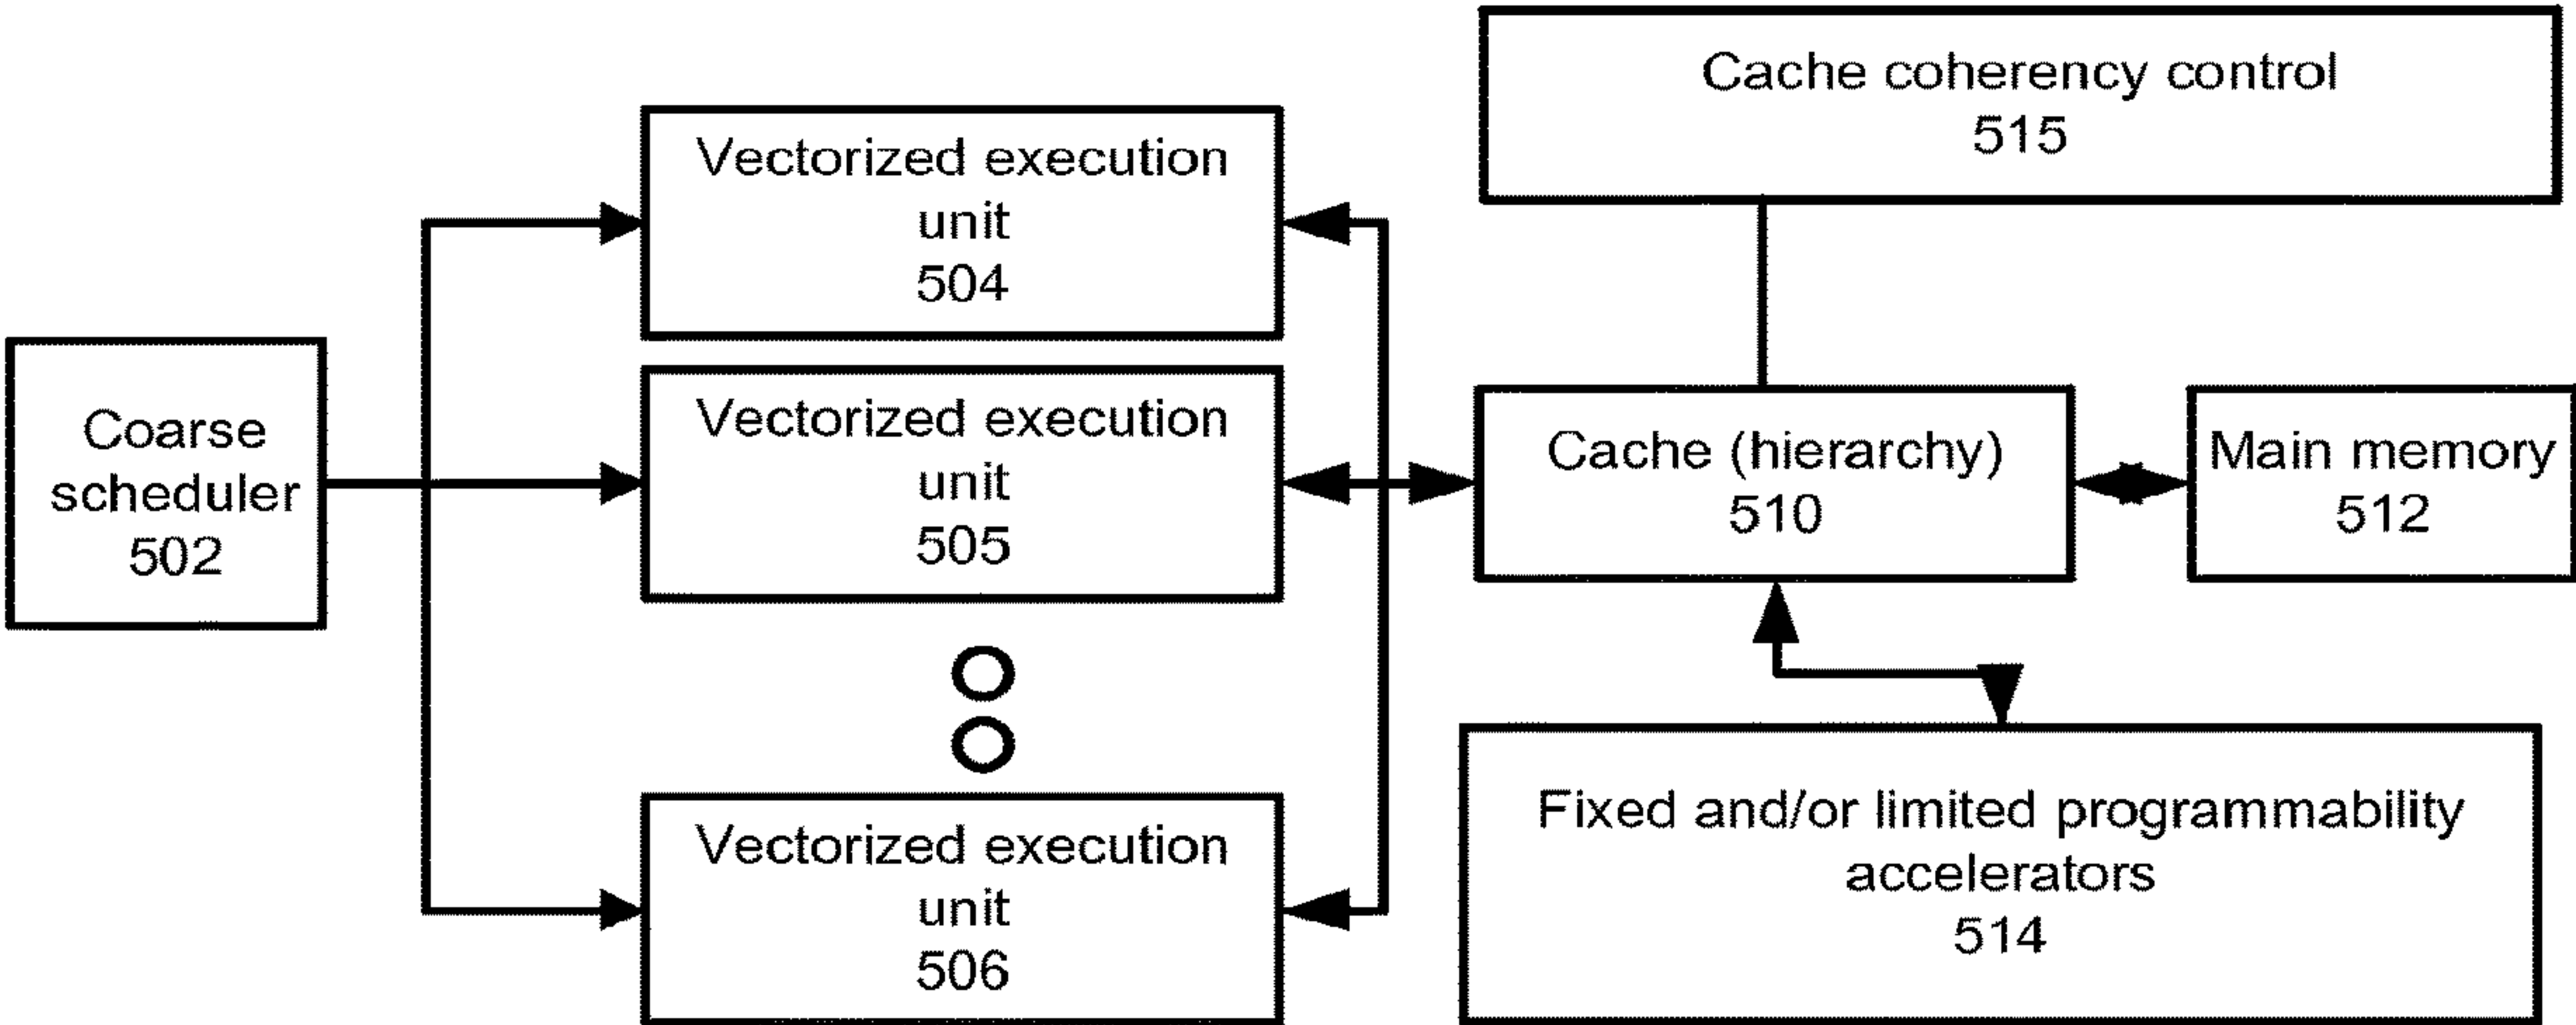 Cache coherency control
515
Vectorized execution
unit
504
Coarse
scheduler
502
Vectorized execution
unit
505
Cache (hierarchy)
510
Main memory
512
Vectorized execution
unit
506
Fixed and/or limited programmability
accelerators
514